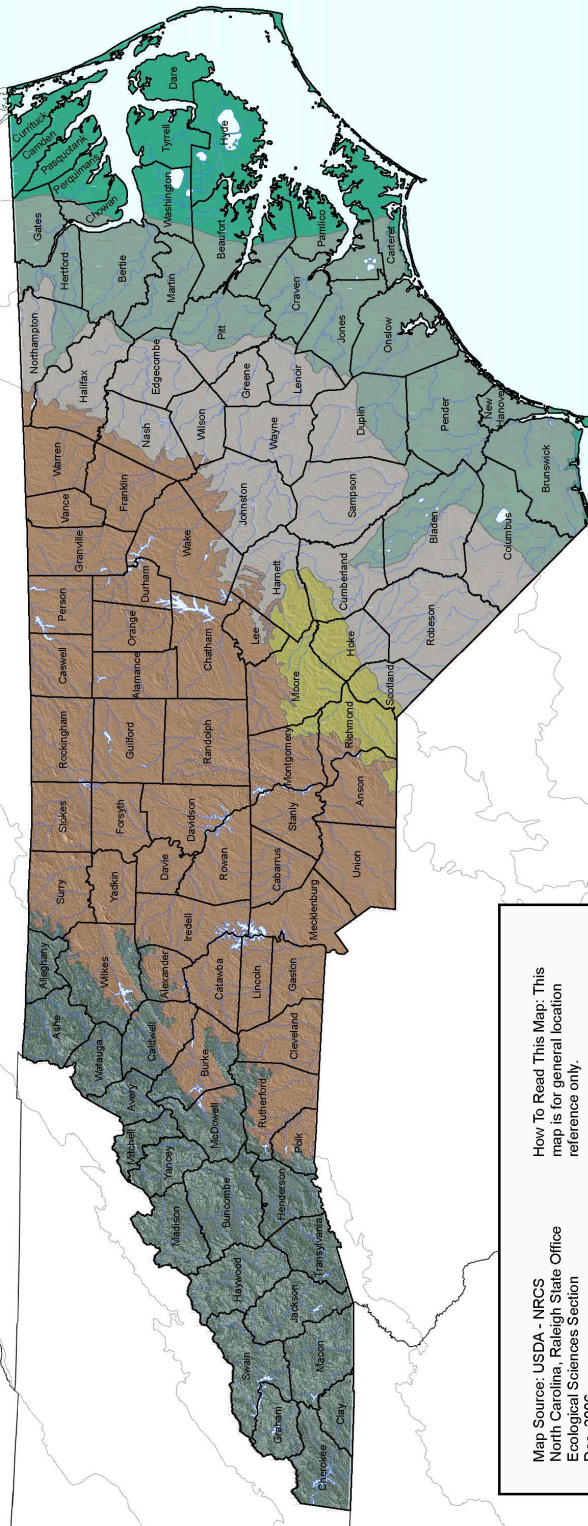 Currituck
Camden
Pasquotank
Perquimans
Gates
Chowan
Hertford
Northampton
Bertie
Dare
Tyrrell
Washington
Hyde
Beaufort
Martin
Pamlico
Carteret
Craven
Jones
Onslow
Pitt
Halifax
Edgecombe
Nash
Wilson
Greene
Lenoir
Wayne
Duplin
Pender
New
Hanover
Brunswick
Columbus
Bladen
Sampson
Johnston
Warren
Vance
Franklin
Granville
Wake
Person
Durham
Orange
Caswell
Alamance
Chatham
Lee
Harnett
Cumberland
Robeson
Hoke
Scotland
Moore
Richmond
Montgomery
Rockingham
Guilford
Randolph
Stokes
Forsyth
Davidson
Stanly
Anson
Surry
Yadkin
Davie
Rowan
Cabarrus
Union
Mecklenburg
Iredell
Alleghany
Wilkes
Alexander
Catawba
Lincoln
Gaston
Ashe
Watauga
Caldwell
Burke
Cleveland
Avery
Mitchell
McDowell
Rutherford
Polk
Yancey
Madison
Buncombe
Henderson
Haywood
Transylvania
Swain
Jackson
Macon
Graham
Cherokee
Clay
Map Source: USDA - NRCS
North Carolina, Raleigh State Office
Ecological Sciences Section
How To Read This Map: This
map is for general location
reference only.